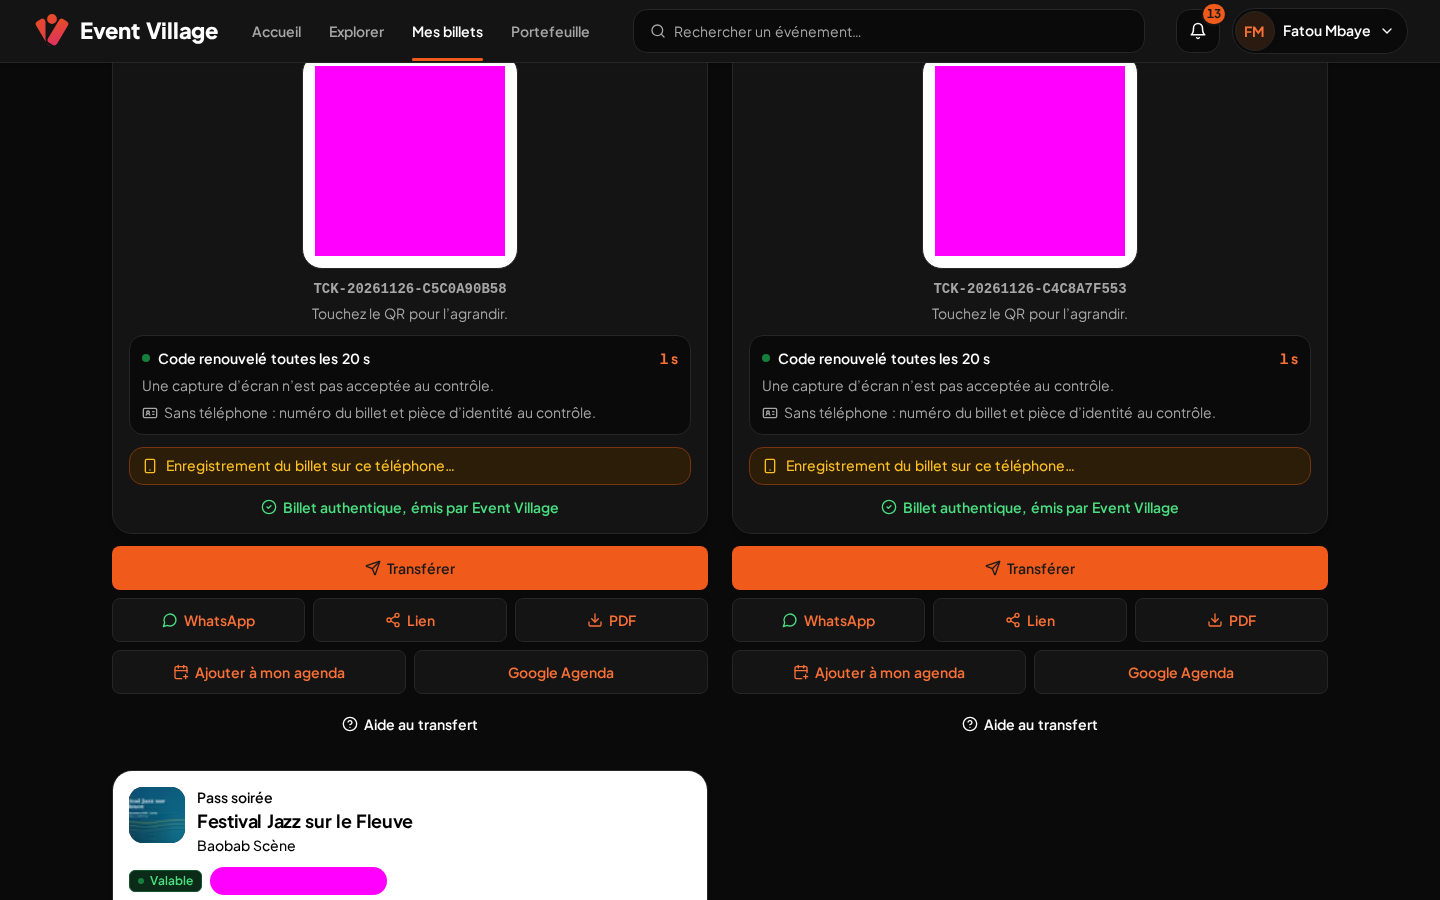 Event Village
Accueil
Explorer
Mes billets
Portefeuille
Rechercher un événement…
13
FM
Fatou Mbaye
TCK-20261126-C5C0A90B58
Touchez le QR pour l'agrandir.
Code renouvelé toutes les 20 s
1 s
Une capture d'écran n'est pas acceptée au contrôle.
Sans téléphone : numéro du billet et pièce d'identité au contrôle.
Enregistrement du billet sur ce téléphone…
Billet authentique, émis par Event Village
Transférer
WhatsApp
Lien
PDF
Ajouter à mon agenda
Google Agenda
Aide au transfert
TCK-20261126-C4C8A7F553
Touchez le QR pour l'agrandir.
Code renouvelé toutes les 20 s
1 s
Une capture d'écran n'est pas acceptée au contrôle.
Sans téléphone : numéro du billet et pièce d'identité au contrôle.
Enregistrement du billet sur ce téléphone…
Billet authentique, émis par Event Village
Transférer
WhatsApp
Lien
PDF
Ajouter à mon agenda
Google Agenda
Aide au transfert
Pass soirée
Festival Jazz sur le Fleuve
Baobab Scène
Valable